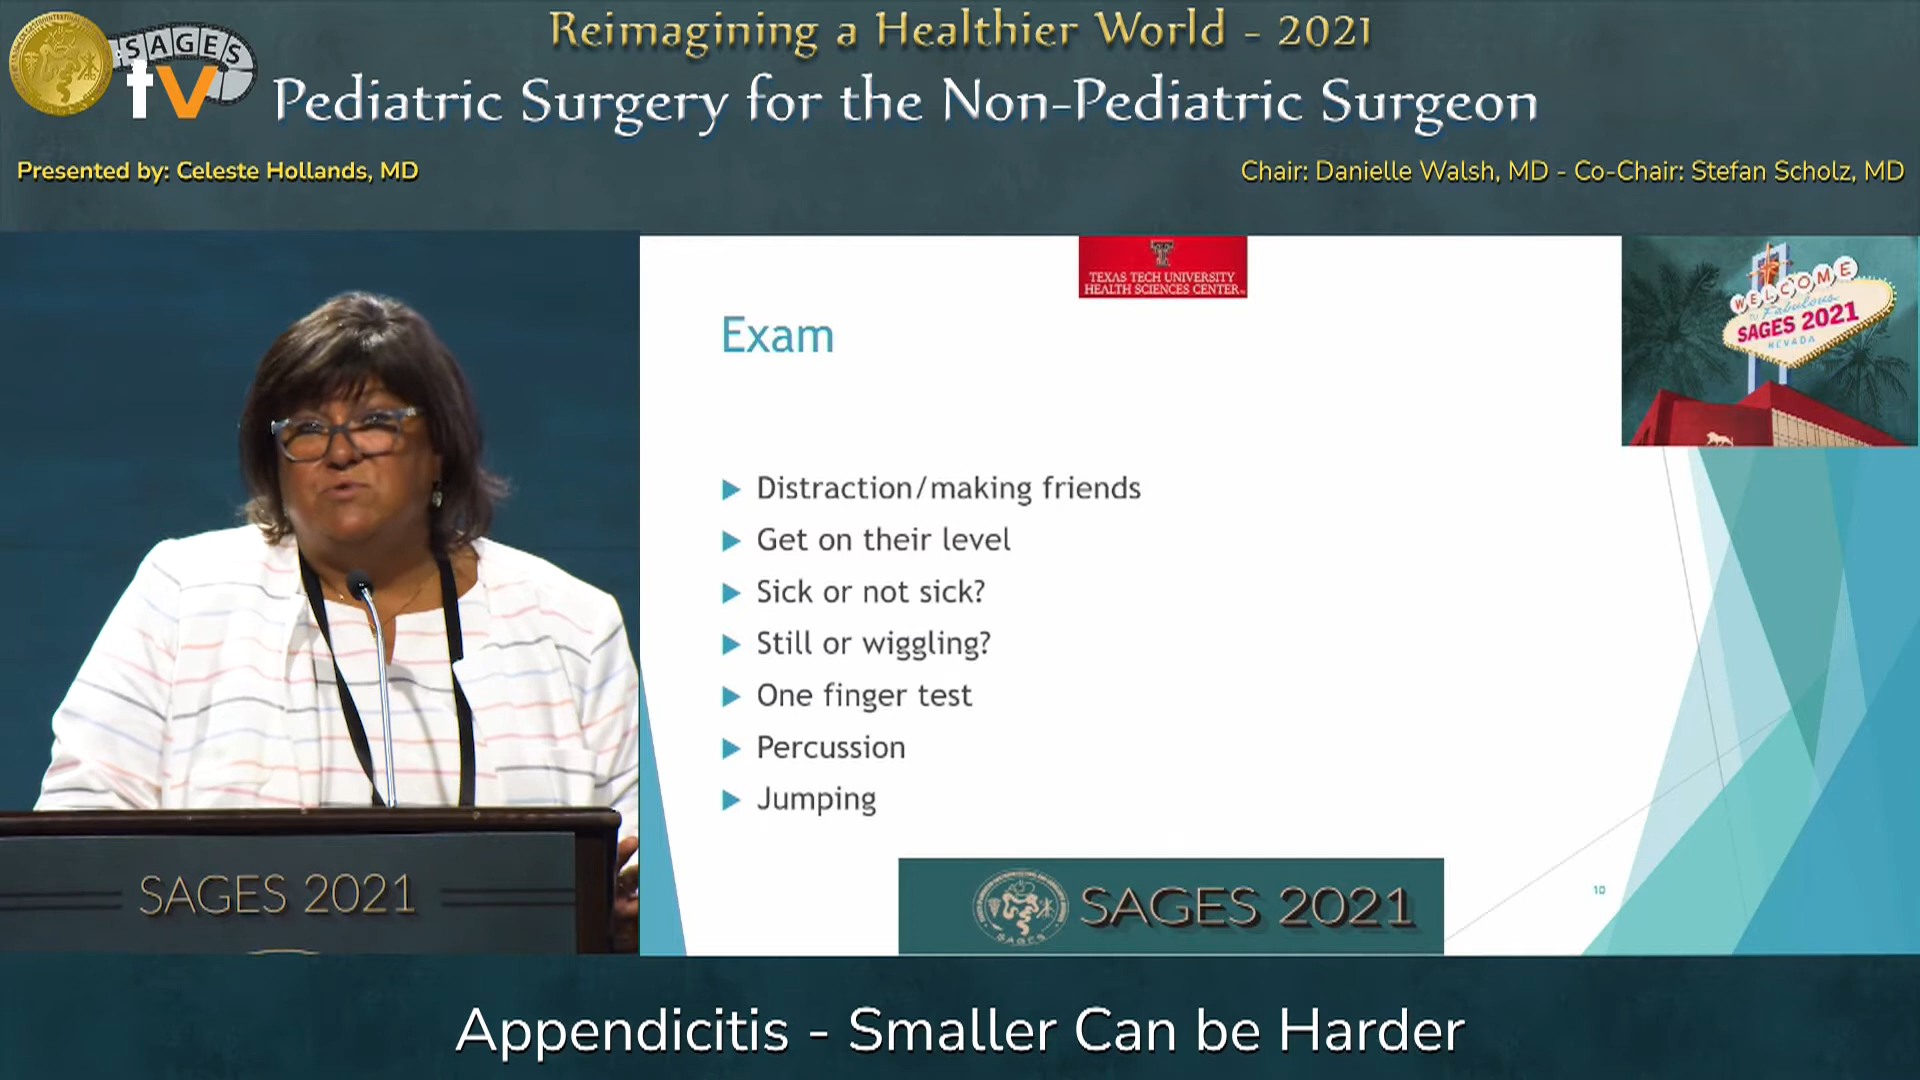 Reimagining a Healthier World - 2021
SAGES
tv
Pediatric Surgery for the Non-Pediatric Surgeon
Presented by: Celeste Hollands, MD
Chair: Danielle Walsh, MD - Co-Chair: Stefan Scholz, MD
TEXAS TECH UNIVERSITY
HEALTH SCIENCES CENTER
WELCOME
TO Fabulous
SAGES 2021
NEVADA
Exam
Distraction/making friends
Get on their level
Sick or not sick?
Still or wiggling?
One finger test
Percussion
Jumping
SAGES 2021
SAGES
SAGES 2021
10
Appendicitis - Smaller Can be Harder